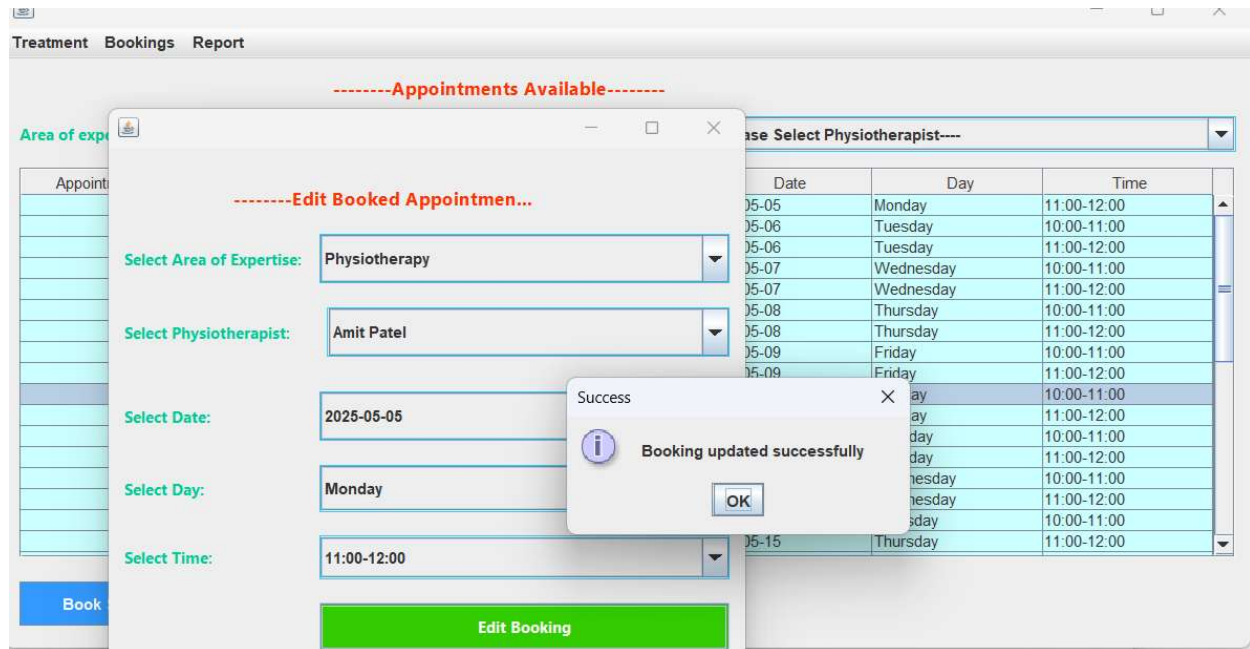 Treatment Bookings Report
--------Appointments Available--------
Area of
Select Physiotherapist----
Date Day Time
05-05 Monday 11:00-12:00
05-06 Tuesday 10:00-11:00
05-06 Tuesday 11:00-12:00
05-07 Wednesday 10:00-11:00
05-07 Wednesday 11:00-12:00
05-08 Thursday 10:00-11:00
05-08 Thursday 11:00-12:00
05-09 Friday 10:00-11:00
05-09 Friday 11:00-12:00
ay 10:00-11:00
ay 11:00-12:00
day 10:00-11:00
day 11:00-12:00
nesday 10:00-11:00
nesday 11:00-12:00
sday 10:00-11:00
05-15 Thursday 11:00-12:00
Book
--------Edit Booked Appointmen...
Select Area of Expertise: Physiotherapy
Select Physiotherapist: Amit Patel
Select Date: 2025-05-05
Select Day: Monday
Select Time: 11:00-12:00
Edit Booking
Success
Booking updated successfully
OK